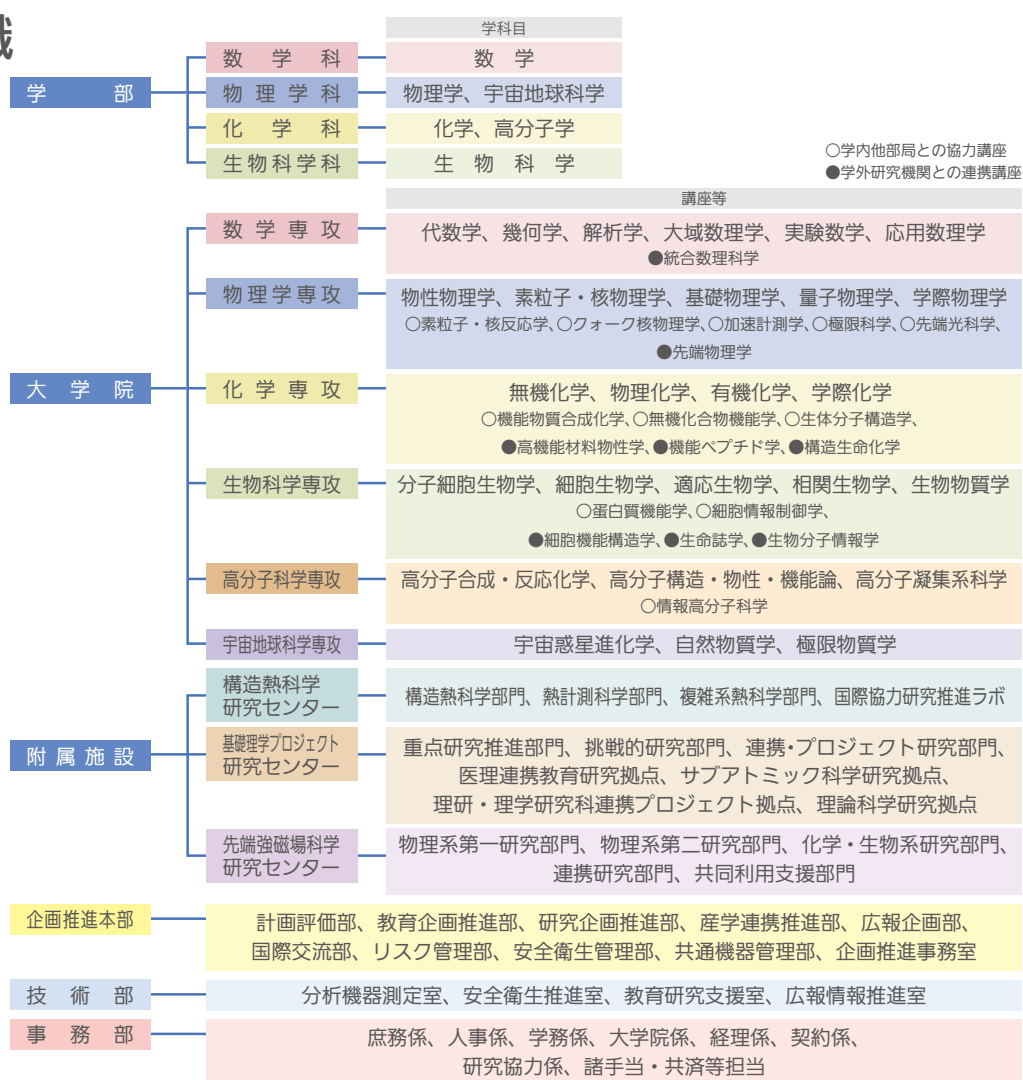 学科目
数学科
数学
学部
物理学科
物理学、宇宙地球科学
化学科
化学、高分子学
生物科学科
生物科学
○学内他部局との協力講座
●学外研究機関との連携講座
講座等
数学専攻
代数学、幾何学、解析学、大域数理学、実験数学、応用数理学
●統合数理科学
物理学専攻
物性物理学、素粒子・核物理学、基礎物理学、量子物理学、学際物理学
○素粒子・核反応学、○クォーク核物理学、○加速計測学、○極限科学、○先端光科学、
●先端物理学
大学院
化学専攻
無機化学、物理化学、有機化学、学際化学
○機能物質合成化学、○無機化合物機能学、○生体分子構造学、
●高機能材料物性学、●機能ペプチド学、●構造生命化学
生物科学専攻
分子細胞生物学、細胞生物学、適応生物学、相関生物学、生物物質学
○蛋白質機能学、○細胞情報制御学、
●細胞機能構造学、●生命誌学、●生物分子情報学
高分子科学専攻
高分子合成・反応化学、高分子構造・物性・機能論、高分子凝集系科学
○情報高分子科学
宇宙地球科学専攻
宇宙惑星進化学、自然物質学、極限物質学
構造熱科学
研究センター
構造熱科学部門、熱計測科学部門、複雑系熱科学部門、国際協力研究推進ラボ
附属施設
基礎理学プロジェクト
研究センター
重点研究推進部門、挑戦的研究部門、連携・プロジェクト研究部門、
医理連携教育研究拠点、サブアトミック科学研究拠点、
理研・理学研究科連携プロジェクト拠点、理論科学研究拠点
先端強磁場科学
研究センター
物理系第一研究部門、物理系第二研究部門、化学・生物系研究部門、
連携研究部門、共同利用支援部門
企画推進本部
計画評価部、教育企画推進部、研究企画推進部、産学連携推進部、広報企画部、
国際交流部、リスク管理部、安全衛生管理部、共通機器管理部、企画推進事務室
技術部
分析機器測定室、安全衛生推進室、教育研究支援室、広報情報推進室
事務部
庶務係、人事係、学務係、大学院係、経理係、契約係、
研究協力係、諸手当・共済等担当